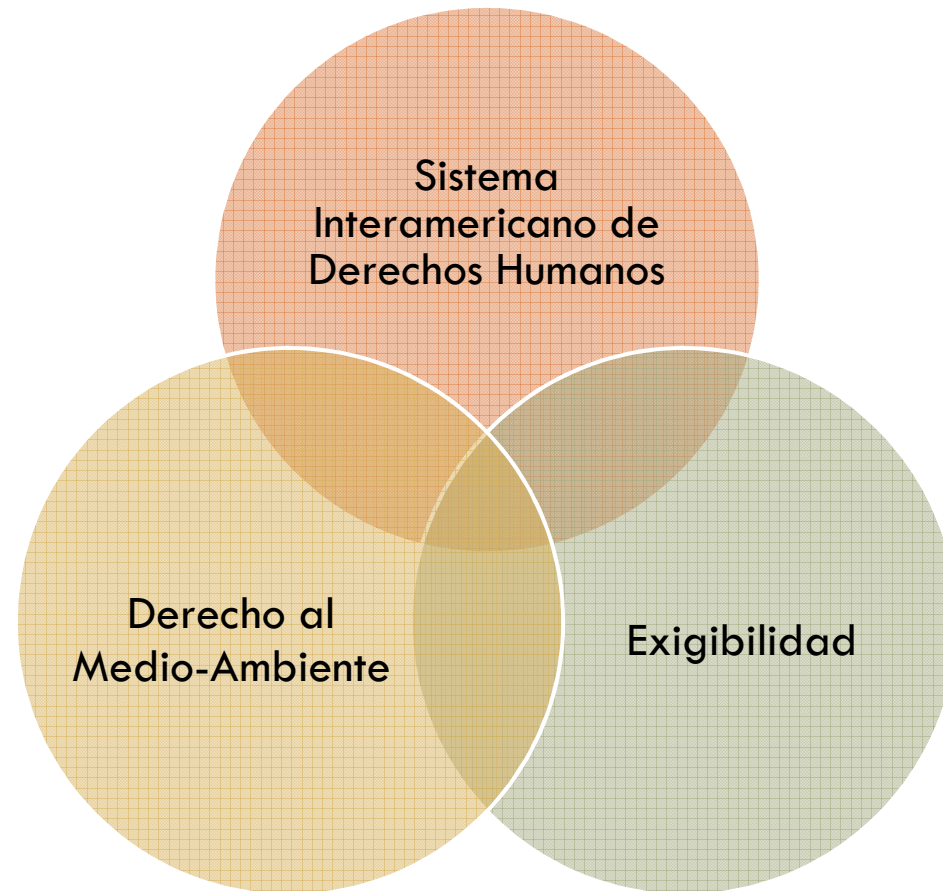 Sistema
Interamericano de
Derechos Humanos
Derecho al
Medio-Ambiente
Exigibilidad